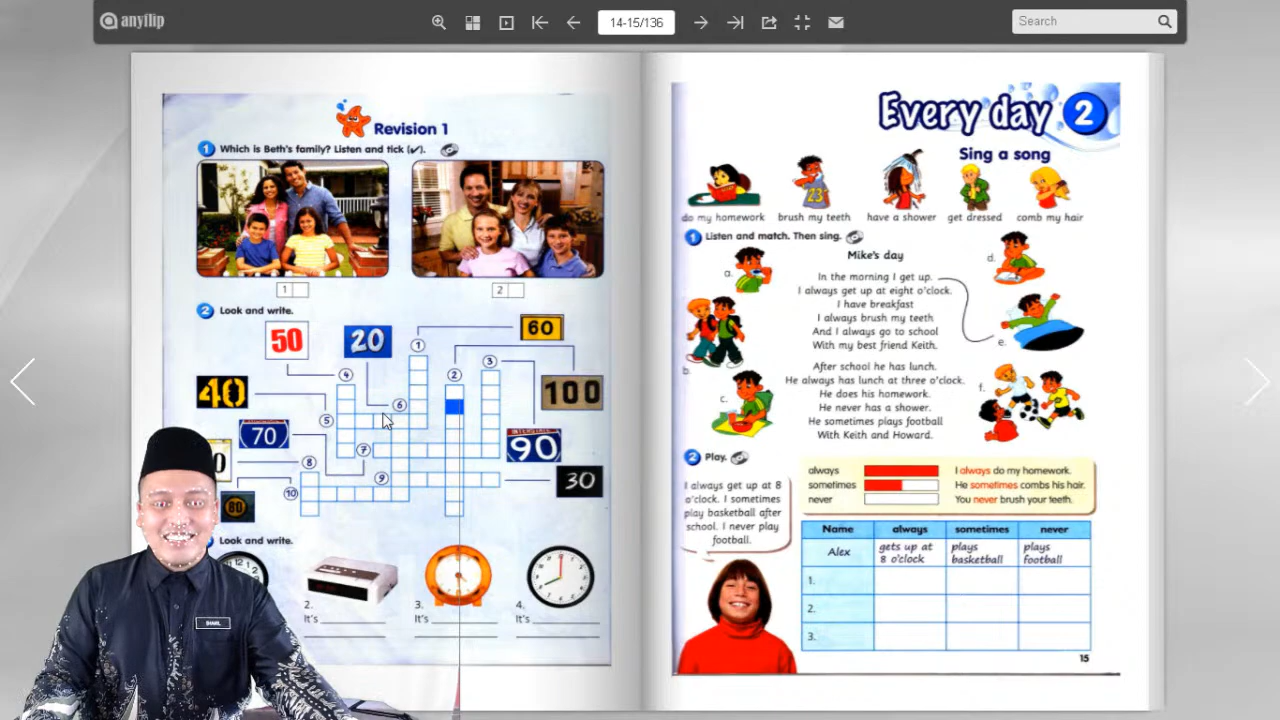 anyflip
14-15/136
Search
Revision 1
1 Which is Beth's family? Listen and tick (✔).
1
2
2 Look and write.
50
20
60
100
40
70
90
30
80
1
2
3
4
5
6
7
8
9
10
Look and write.
2.
It's
3.
It's
4.
It's
Every day 2
Sing a song
23
do my homework
brush my teeth
have a shower
get dressed
comb my hair
1 Listen and match. Then sing.
Mike's day
a.
b.
c.
d.
e.
f.
In the morning I get up.
I always get up at eight o'clock.
I have breakfast
I always brush my teeth
And I always go to school
With my best friend Keith.
After school he has lunch.
He always has lunch at three o'clock.
He does his homework.
He never has a shower.
He sometimes plays football
With Keith and Howard.
2 Play.
I always get up at 8
o'clock. I sometimes
play basketball after
school. I never play
football.
always I always do my homework.
sometimes He sometimes combs his hair.
never You never brush your teeth.
Name always sometimes never
Alex gets up at 8 o'clock plays basketball plays football
1.
2.
3.
15